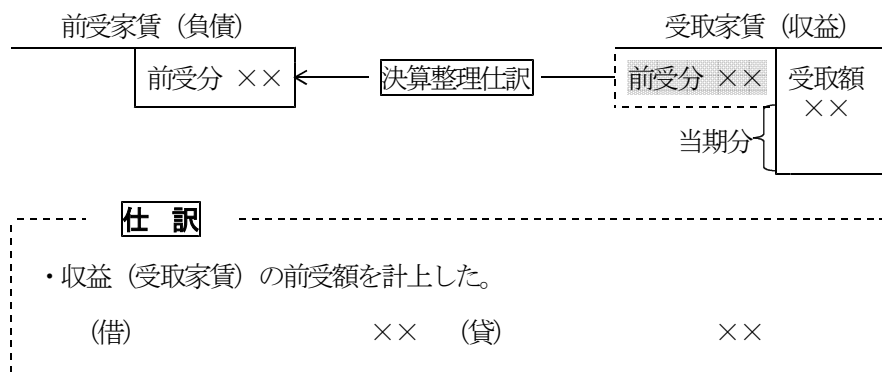 前受家賃（負債）
受取家賃（収益）
前受分 ××
決算整理仕訳
前受分 ××
受取額
××
当期分
仕 訳
・収益（受取家賃）の前受額を計上した。
（借） ×× （貸） ××